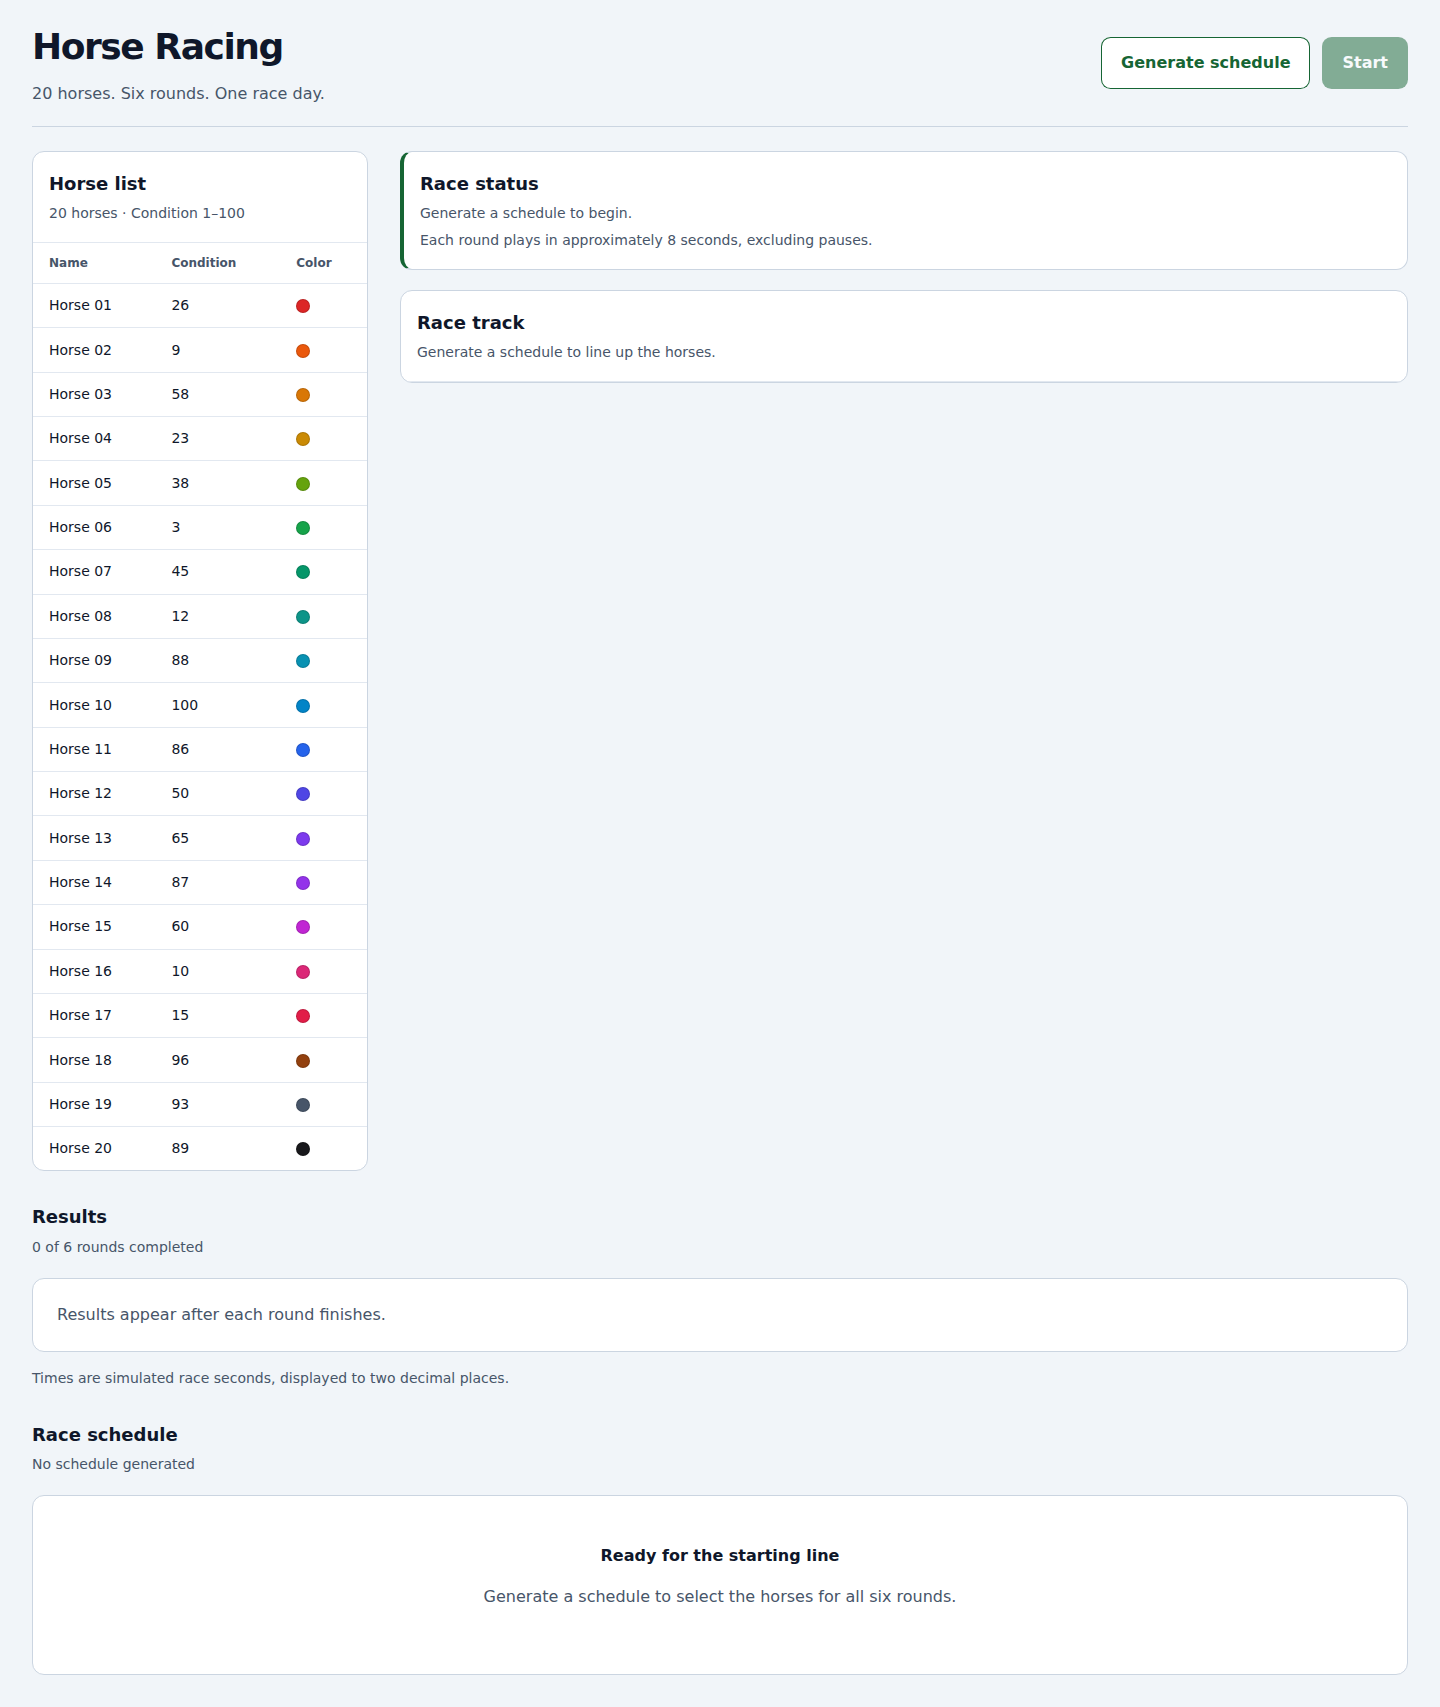 Horse Racing
20 horses. Six rounds. One race day.
Generate schedule
Start
Horse list
20 horses · Condition 1–100
Name Condition Color
Horse 01 26
Horse 02 9
Horse 03 58
Horse 04 23
Horse 05 38
Horse 06 3
Horse 07 45
Horse 08 12
Horse 09 88
Horse 10 100
Horse 11 86
Horse 12 50
Horse 13 65
Horse 14 87
Horse 15 60
Horse 16 10
Horse 17 15
Horse 18 96
Horse 19 93
Horse 20 89
Race status
Generate a schedule to begin.
Each round plays in approximately 8 seconds, excluding pauses.
Race track
Generate a schedule to line up the horses.
Results
0 of 6 rounds completed
Results appear after each round finishes.
Times are simulated race seconds, displayed to two decimal places.
Race schedule
No schedule generated
Ready for the starting line
Generate a schedule to select the horses for all six rounds.